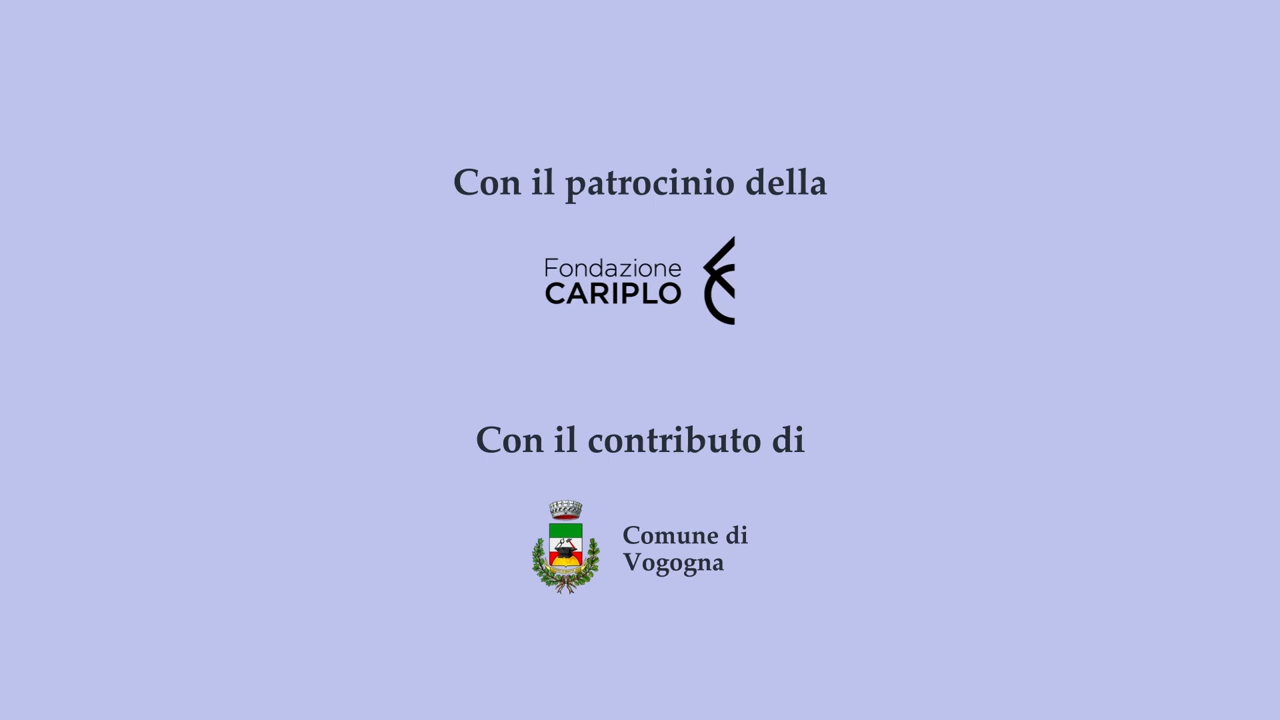 Con il patrocinio della
Fondazione
CARIPLO
Con il contributo di
Comune di
Vogogna